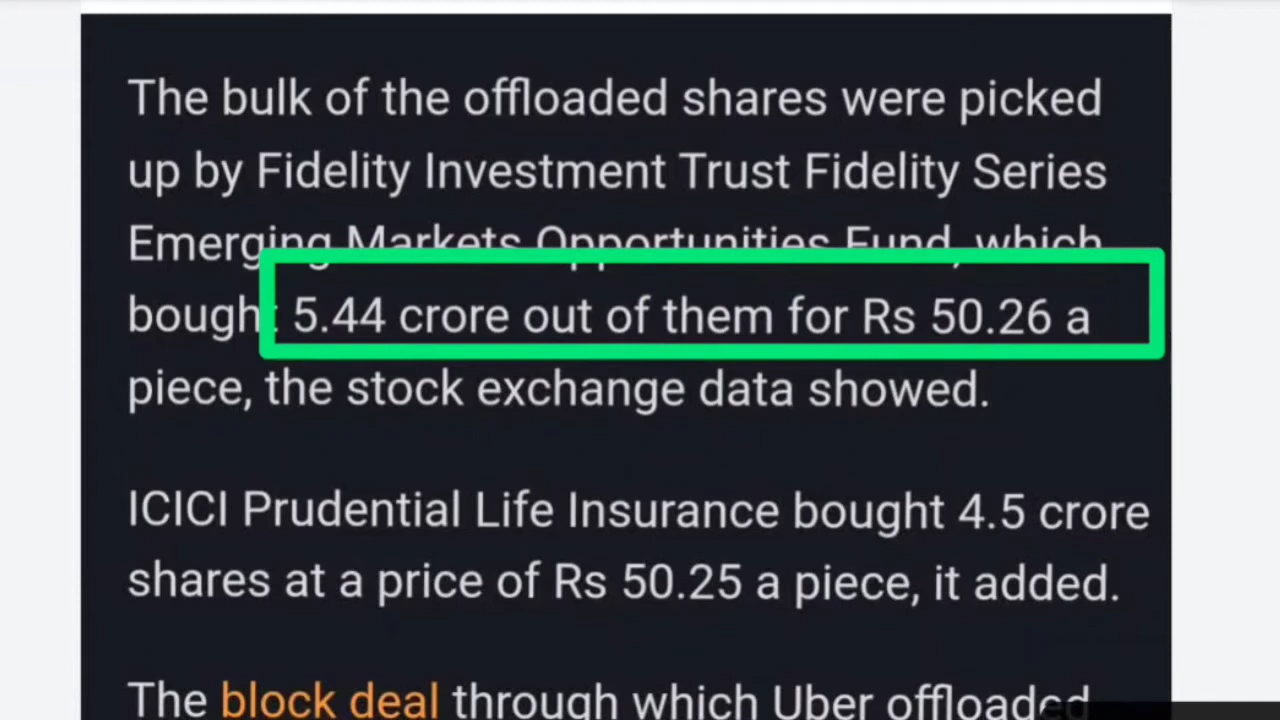 The bulk of the offloaded shares were picked
up by Fidelity Investment Trust Fidelity Series
Emerging Markets Opportunities Fund, which
bought 5.44 crore out of them for Rs 50.26 a
piece, the stock exchange data showed.
ICICI Prudential Life Insurance bought 4.5 crore
shares at a price of Rs 50.25 a piece, it added.
The block deal through which Uber offloaded